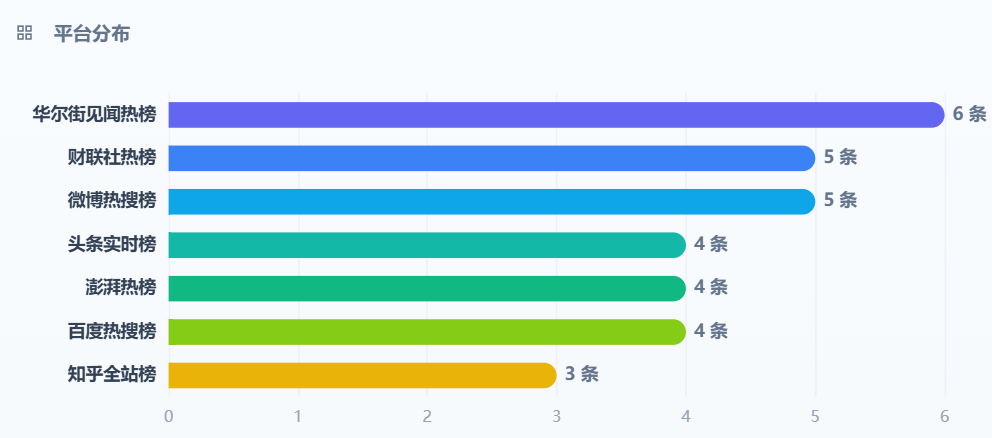 平台分布
华尔街见闻热榜 6 条
财联社热榜 5 条
微博热搜榜 5 条
头条实时榜 4 条
澎湃热榜 4 条
百度热搜榜 4 条
知乎全站榜 3 条
0 1 2 3 4 5 6